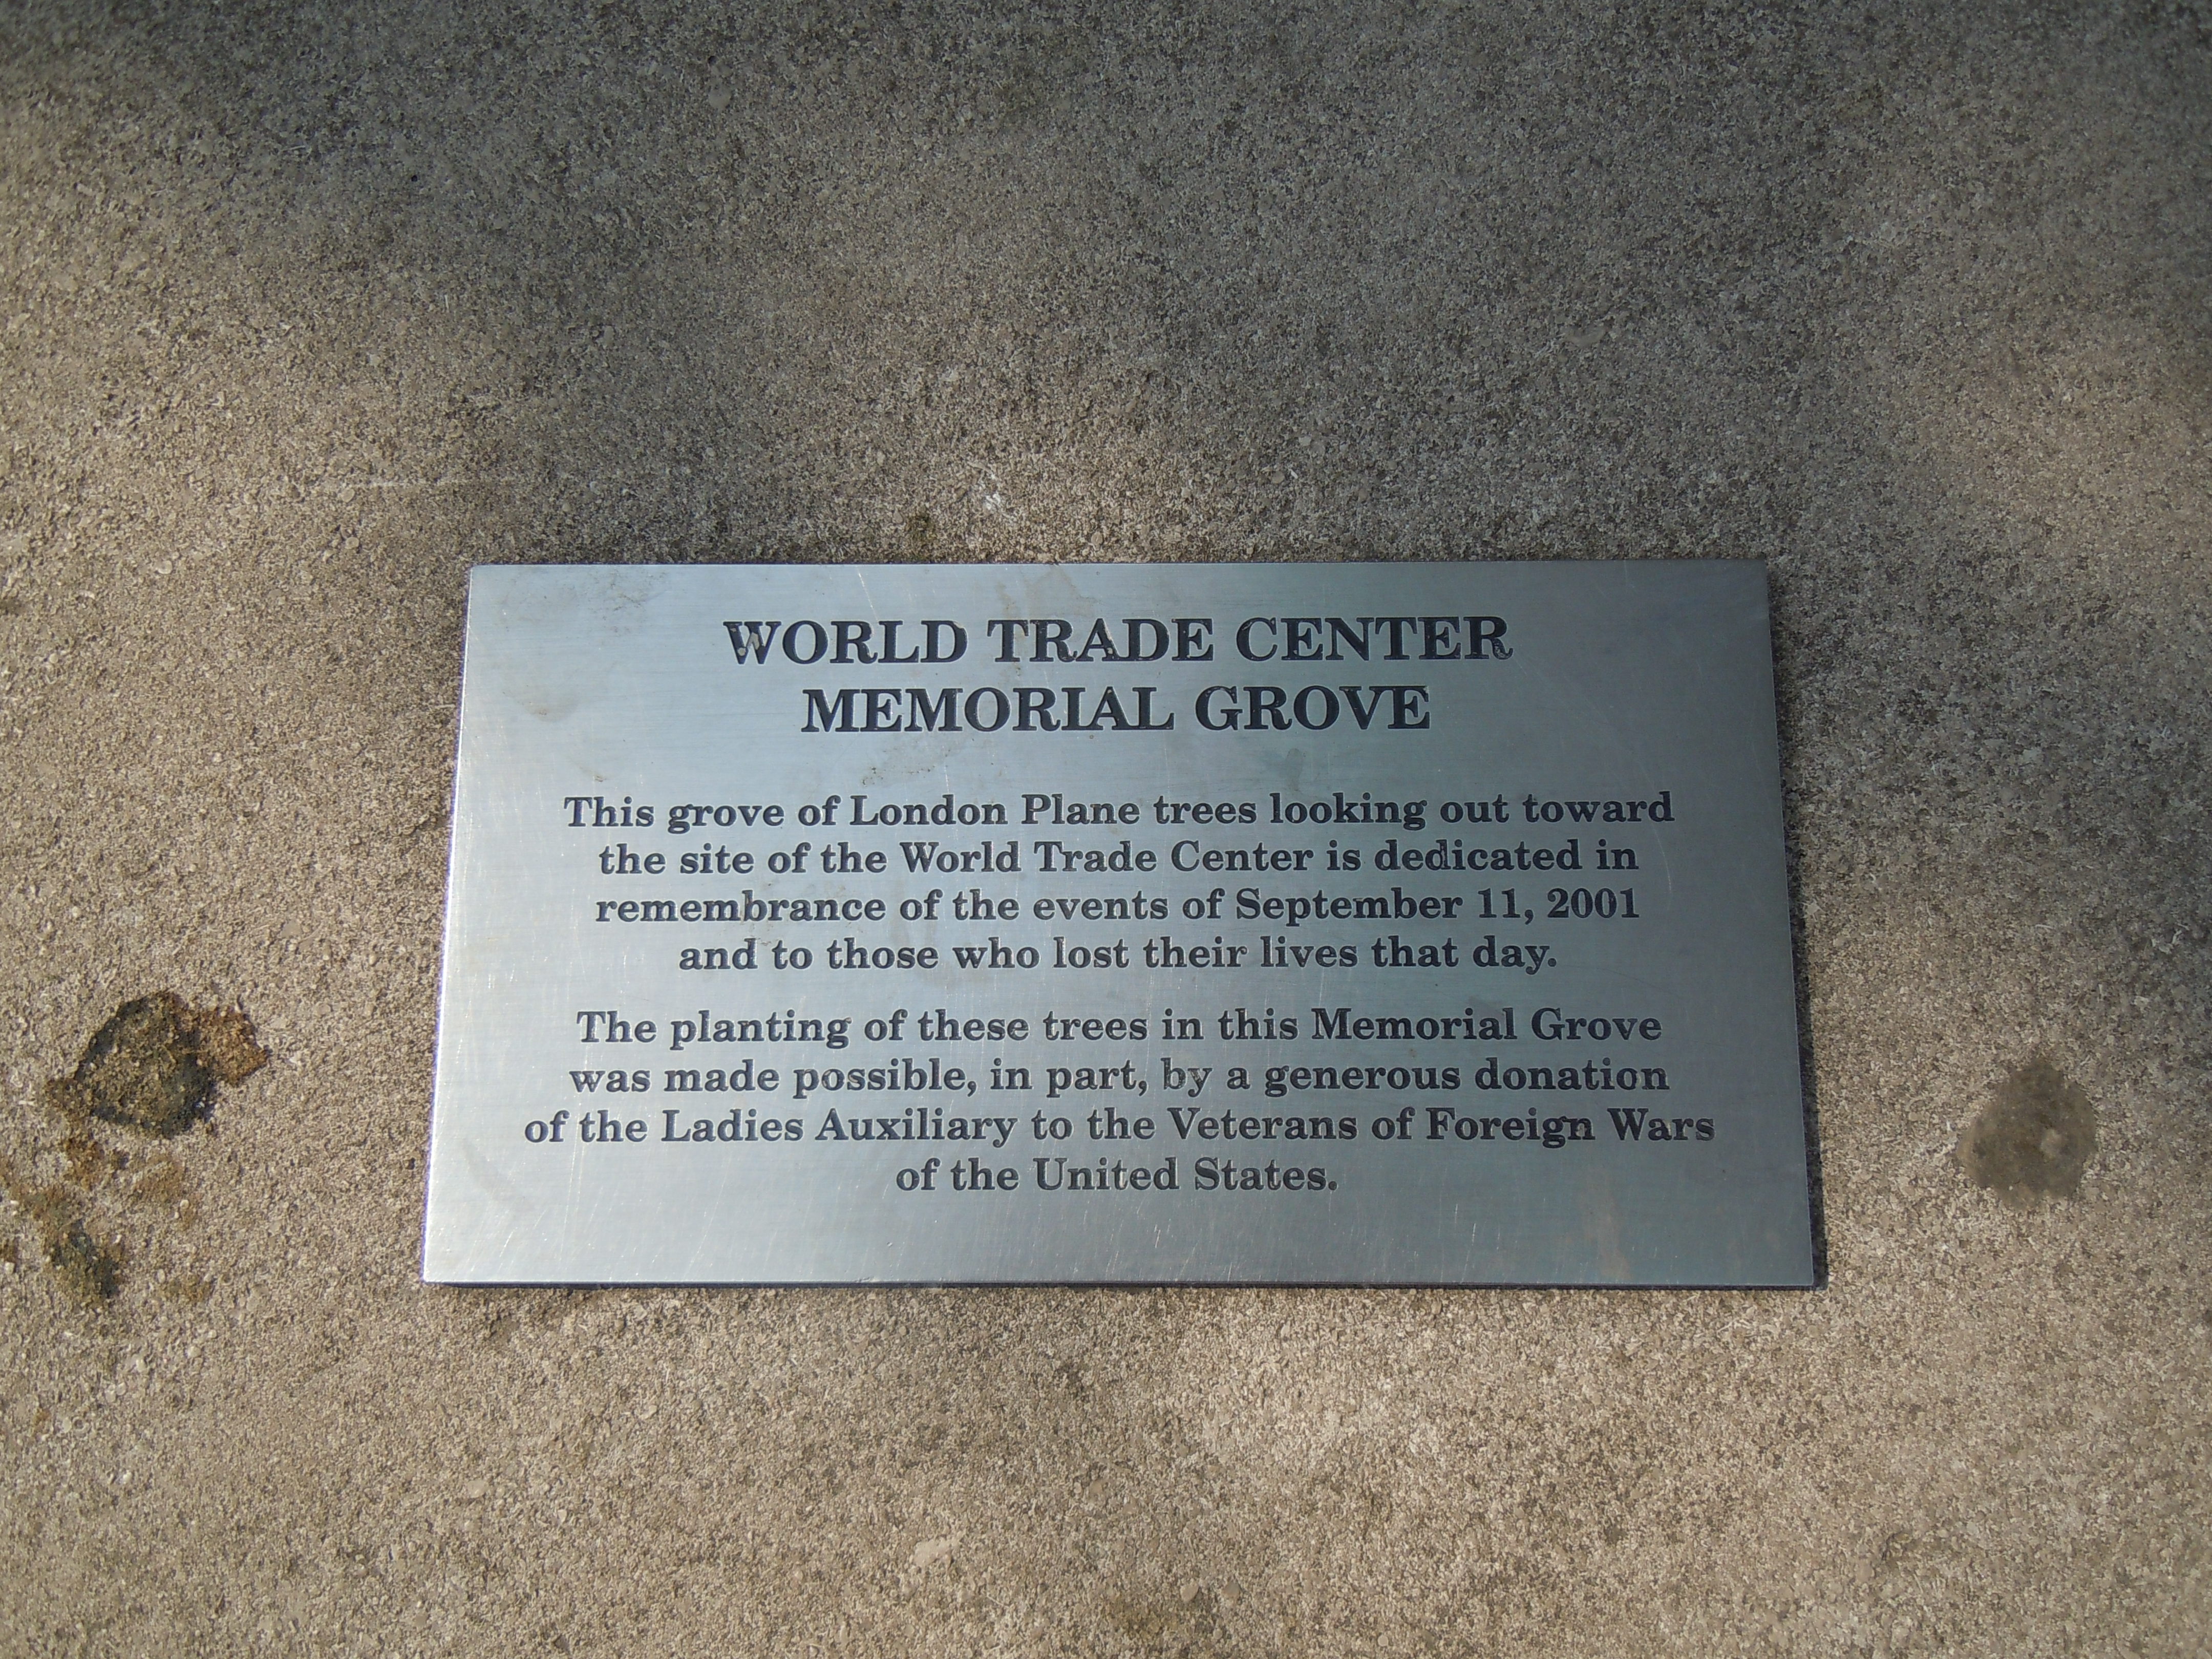 WORLD TRADE CENTER
MEMORIAL GROVE
This grove of London Plane trees looking out toward
the site of the World Trade Center is dedicated in
remembrance of the events of September 11, 2001
and to those who lost their lives that day.
The planting of these trees in this Memorial Grove
was made possible, in part, by a generous donation
of the Ladies Auxiliary to the Veterans of Foreign Wars
of the United States.